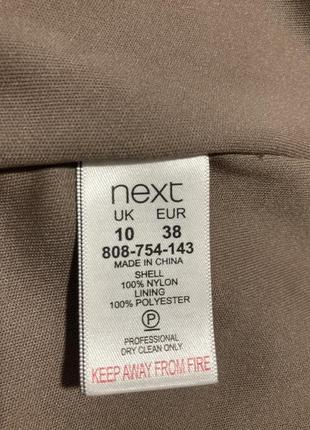 next
UK EUR
10 38
808-754-143
MADE IN CHINA
SHELL
100% NYLON
LINING
100% POLYESTER
P
PROFESSIONAL
DRY CLEAN ONLY
KEEP AWAY FROM FIRE